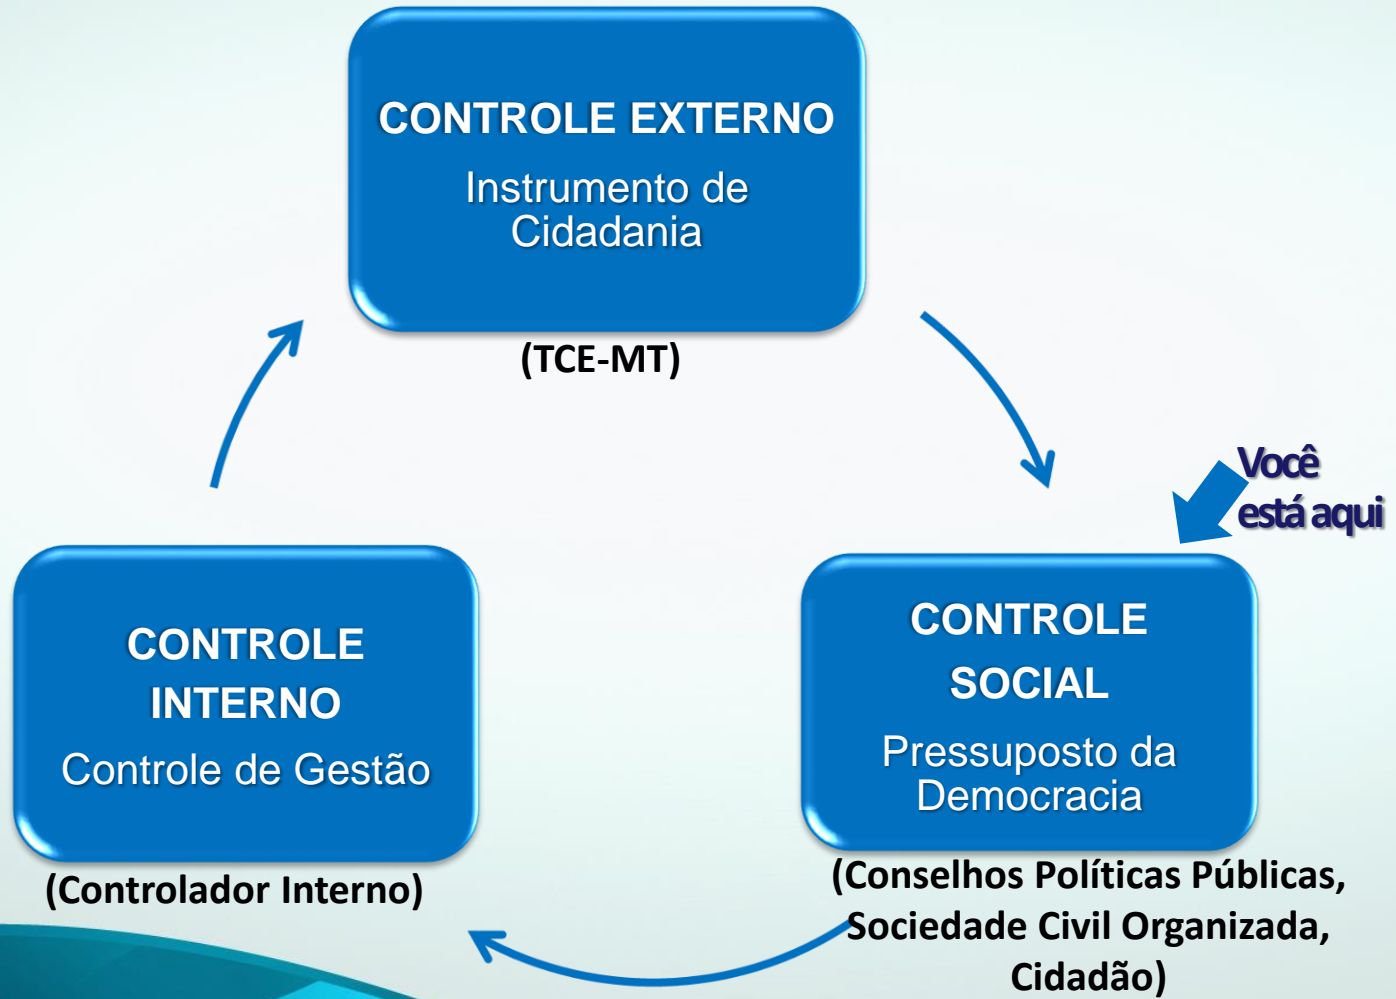 CONTROLE EXTERNO
Instrumento de
Cidadania
(TCE-MT)
Você
está aqui
CONTROLE
INTERNO
Controle de Gestão
(Controlador Interno)
CONTROLE
SOCIAL
Pressuposto da
Democracia
(Conselhos Políticas Públicas,
Sociedade Civil Organizada,
Cidadão)